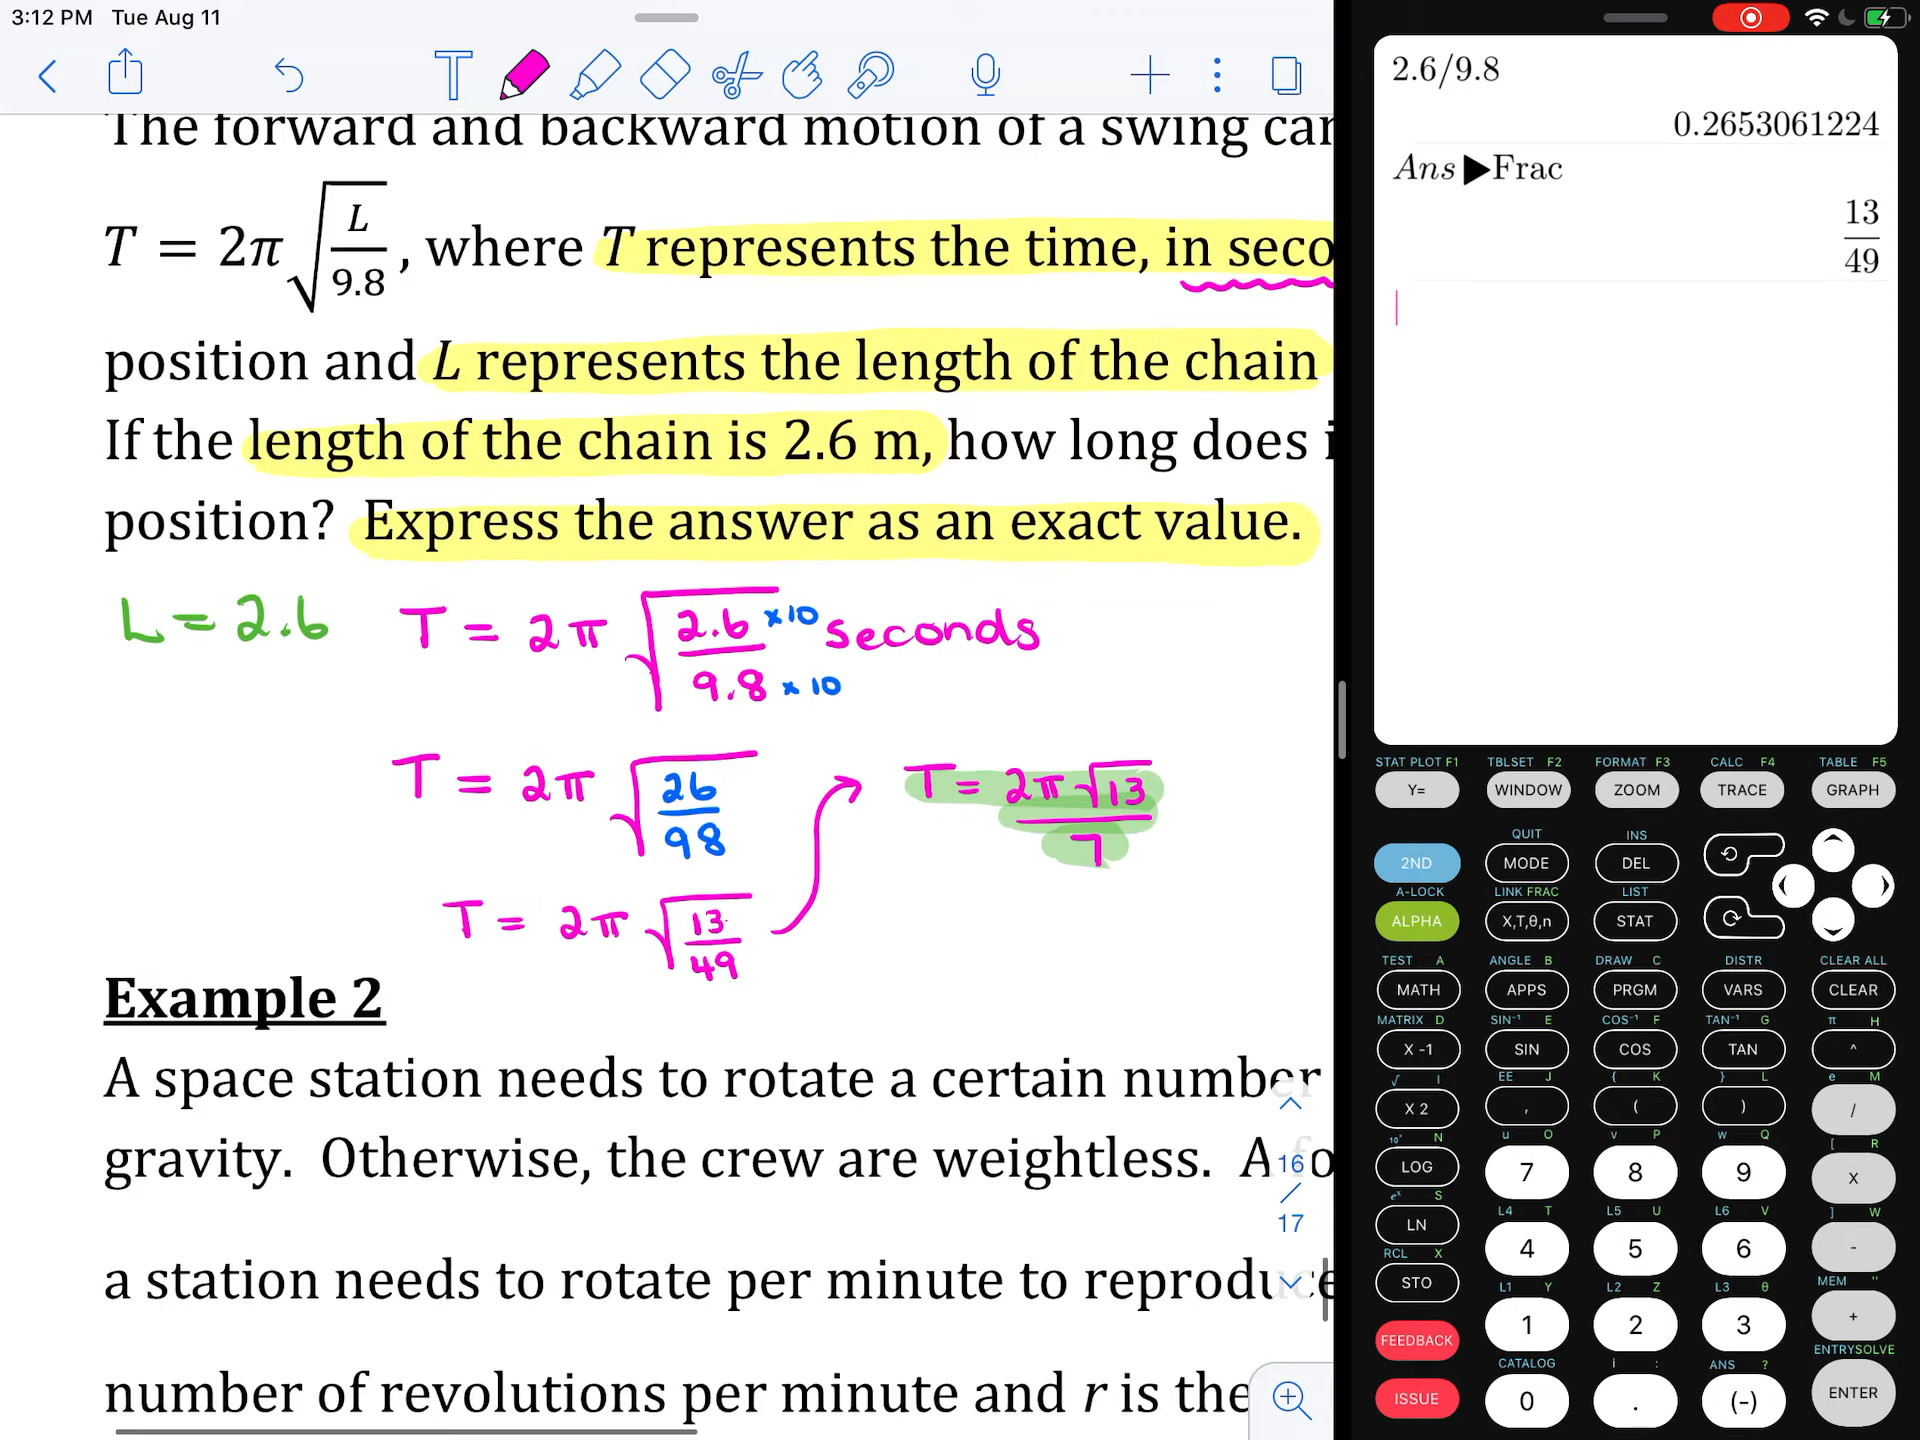 3:12 PM Tue Aug 11
The forward and backward motion of a swing can
T = 2π√(L/9.8), where T represents the time, in seco
position and L represents the length of the chain
If the length of the chain is 2.6 m, how long does i
position? Express the answer as an exact value.
L = 2.6 T = 2π √(2.6 ×10 / 9.8 ×10) seconds
T = 2π √(26/98)
T = 2π√13 / 7
T = 2π √(13/49)
Example 2
A space station needs to rotate a certain number
gravity. Otherwise, the crew are weightless. A fo
a station needs to rotate per minute to reproduce
number of revolutions per minute and r is the
16
/
17
2.6/9.8
0.2653061224
Ans▶Frac
13
49
STAT PLOT F1 TBLSET F2 FORMAT F3 CALC F4 TABLE F5
Y= WINDOW ZOOM TRACE GRAPH
QUIT INS
2ND MODE DEL
A-LOCK LINK FRAC LIST
ALPHA X,T,θ,n STAT
TEST A ANGLE B DRAW C DISTR CLEAR ALL
MATH APPS PRGM VARS CLEAR
MATRIX D SIN⁻¹ E COS⁻¹ F TAN⁻¹ G π H
X -1 SIN COS TAN ^
√ I EE J { K } L e M
X 2 , ( ) /
10ˣ N u O v P w Q [ R
LOG 7 8 9 X
eˣ S L4 T L5 U L6 V ] W
LN 4 5 6 -
RCL X L1 Y L2 Z L3 θ MEM "
STO 1 2 3 +
FEEDBACK
CATALOG i : ANS ? ENTRY SOLVE
ISSUE 0 . (-) ENTER